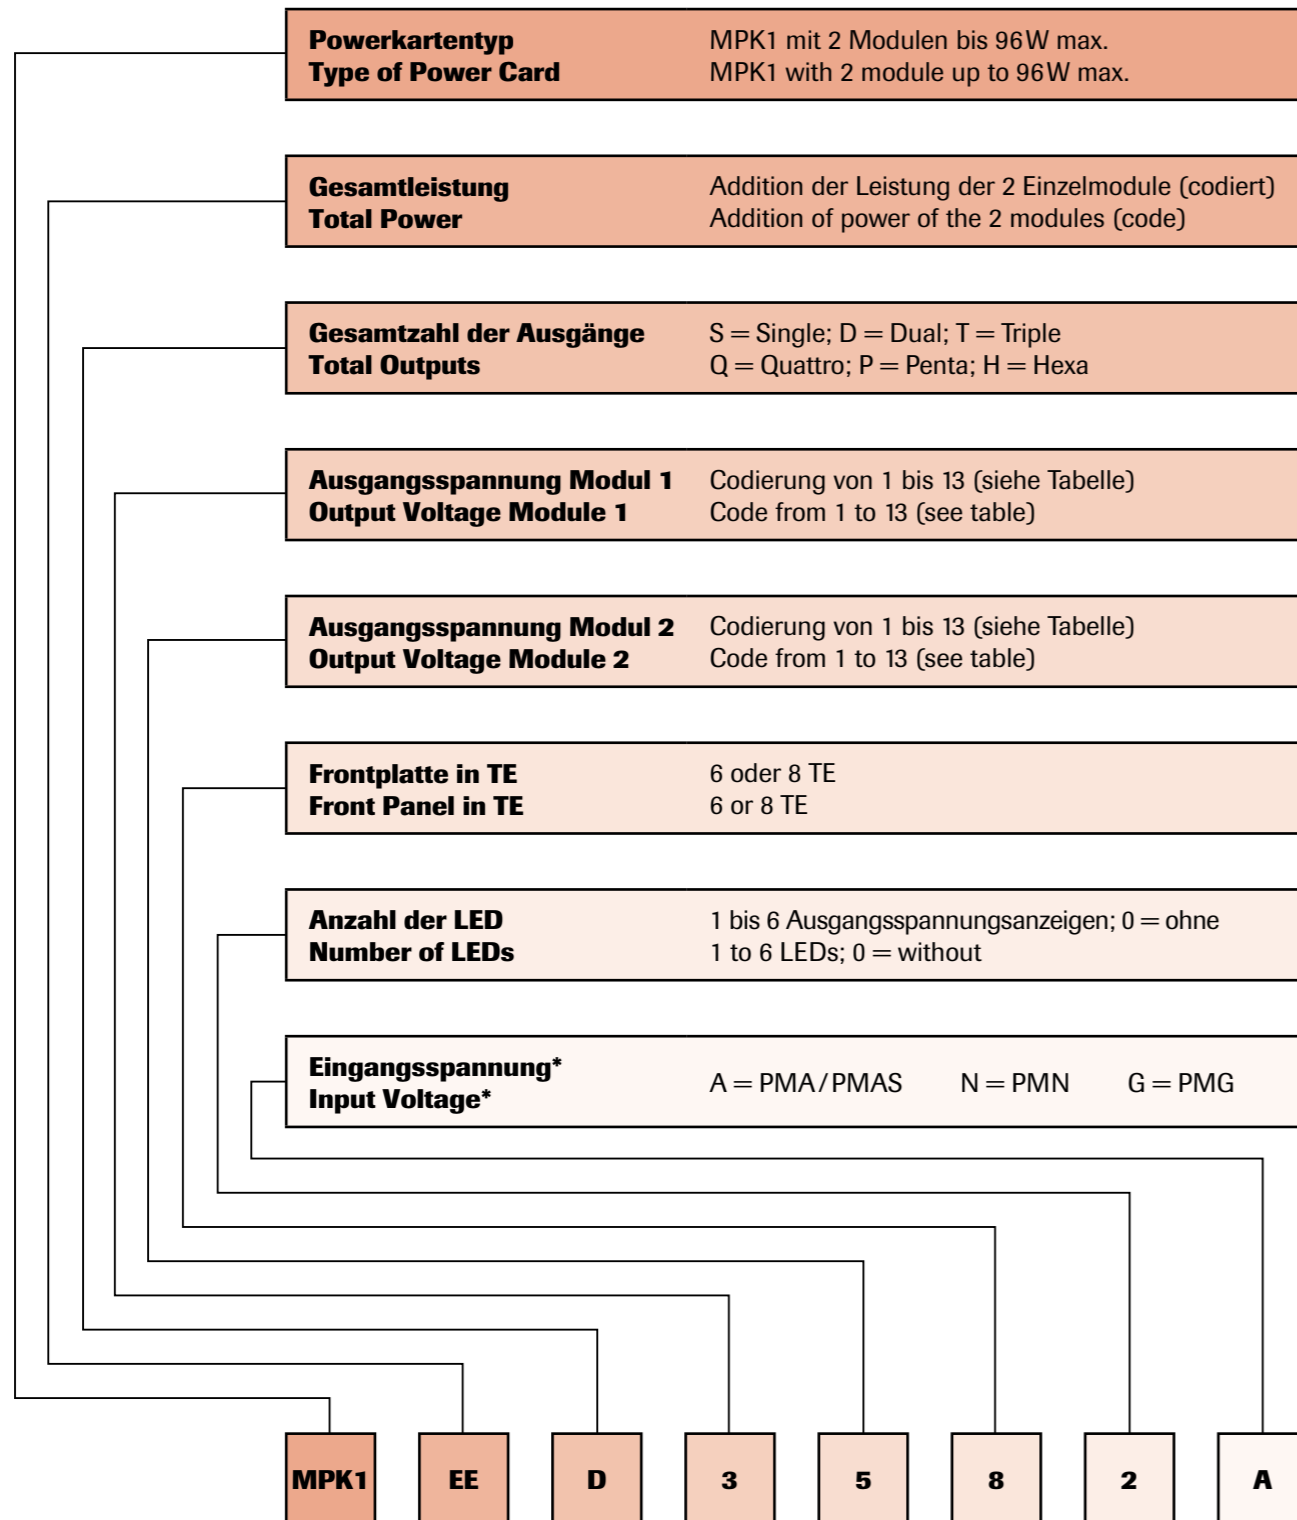 Powerkartentyp MPK1 mit 2 Modulen bis 96W max.
Type of Power Card MPK1 with 2 module up to 96W max.
Gesamtleistung Addition der Leistung der 2 Einzelmodule (codiert)
Total Power Addition of power of the 2 modules (code)
Gesamtzahl der Ausgänge S = Single; D = Dual; T = Triple
Total Outputs Q = Quattro; P = Penta; H = Hexa
Ausgangsspannung Modul 1 Codierung von 1 bis 13 (siehe Tabelle)
Output Voltage Module 1 Code from 1 to 13 (see table)
Ausgangsspannung Modul 2 Codierung von 1 bis 13 (siehe Tabelle)
Output Voltage Module 2 Code from 1 to 13 (see table)
Frontplatte in TE 6 oder 8 TE
Front Panel in TE 6 or 8 TE
Anzahl der LED 1 bis 6 Ausgangsspannungsanzeigen; 0 = ohne
Number of LEDs 1 to 6 LEDs; 0 = without
Eingangsspannung*
Input Voltage*
A = PMA/PMAS N = PMN G = PMG
MPK1 EE D 3 5 8 2 A